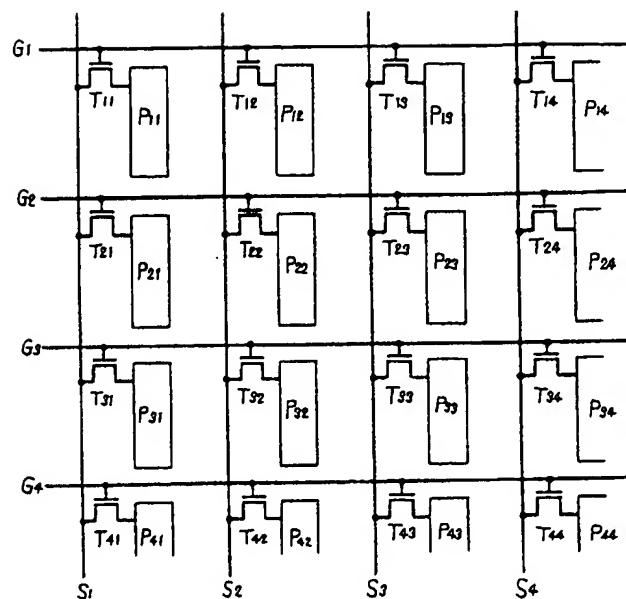 G1
T11 P11 T12 P12 T13 P13 T14 P14
G2
T21 P21 T22 P22 T23 P23 T24 P24
G3
T31 P31 T32 P32 T33 P33 T34 P34
G4
T41 P41 T42 P42 T43 P43 T44 P44
S1 S2 S3 S4